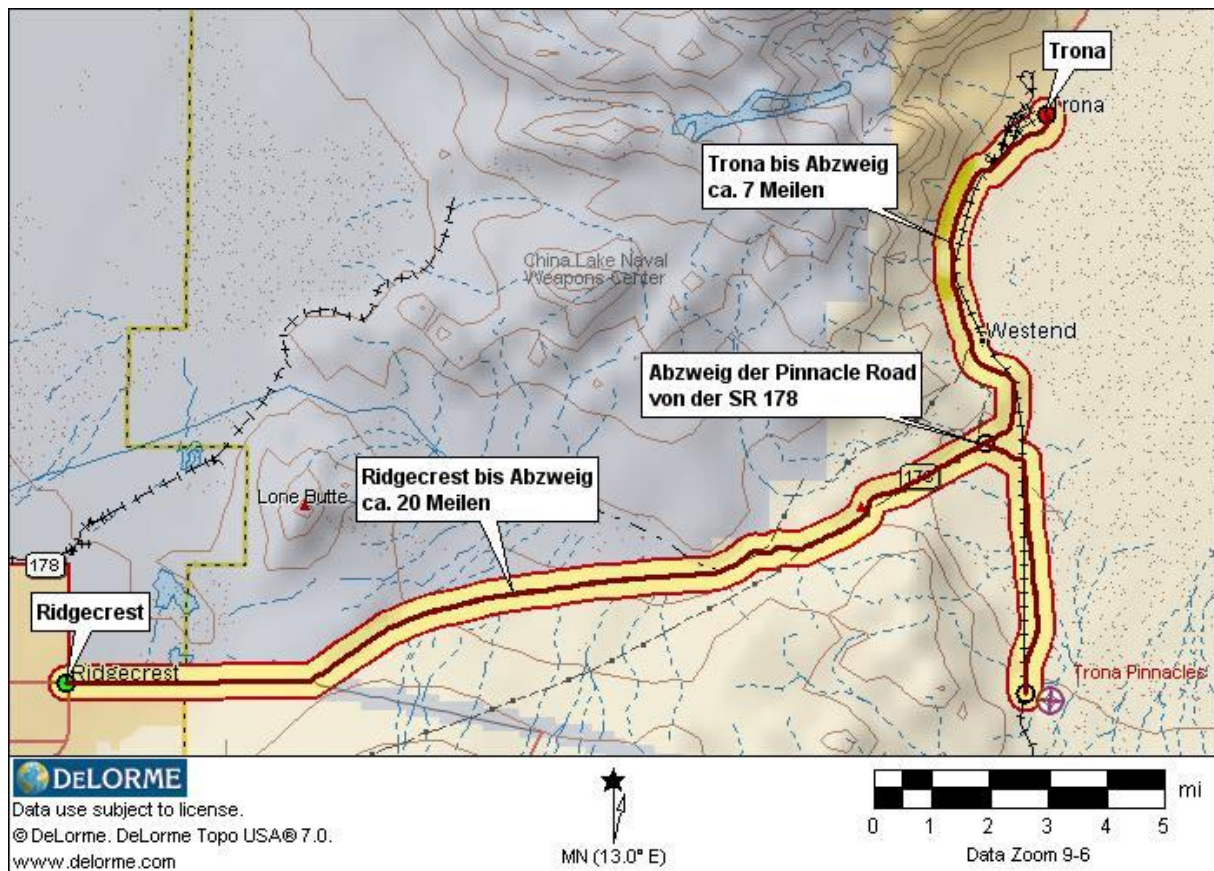 Trona
Trona
Trona bis Abzweig
ca. 7 Meilen
China Lake Naval
Weapons Center
Westend
Abzweig der Pinnacle Road
von der SR 178
Ridgecrest bis Abzweig
ca. 20 Meilen
Lone Butte
178
178
Ridgecrest
Ridgecrest
Trona Pinnacles
DELORME
Data use subject to license.
© DeLorme. DeLorme Topo USA® 7.0.
www.delorme.com
MN (13.0° E)
mi
0 1 2 3 4 5
Data Zoom 9-6